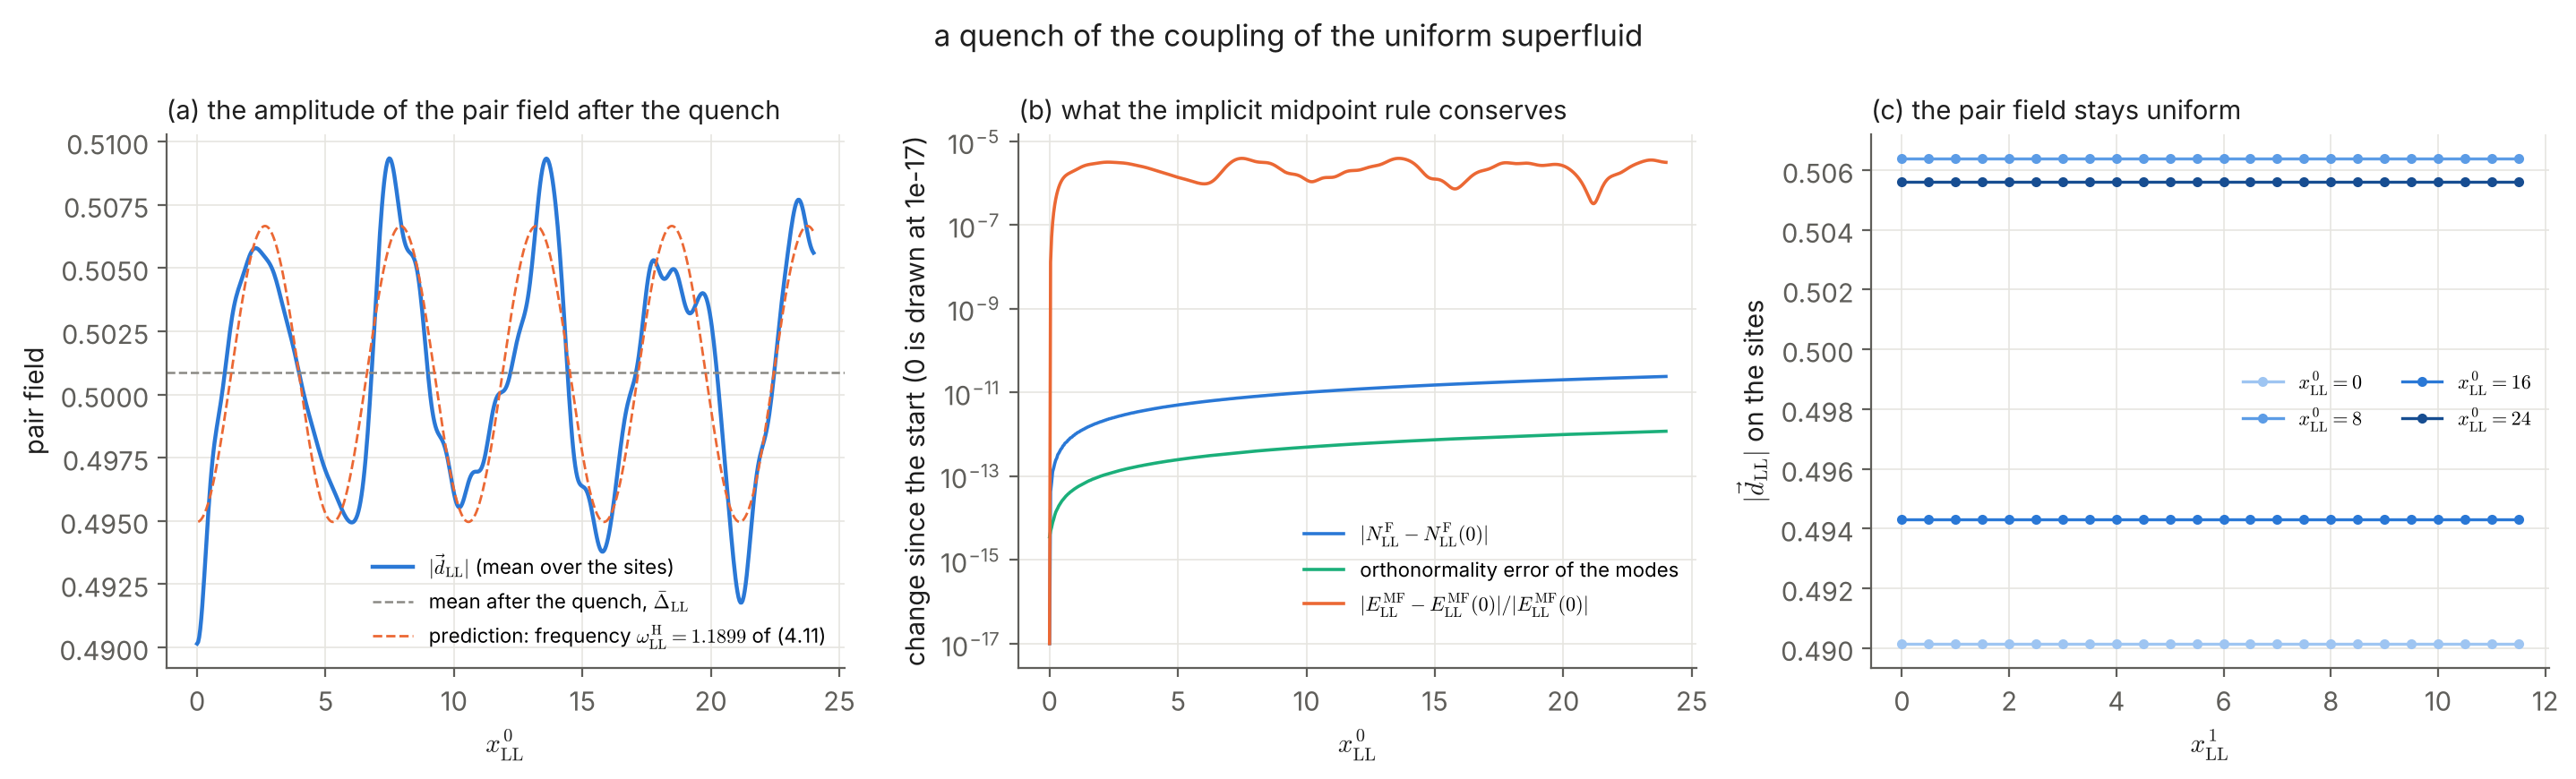 a quench of the coupling of the uniform superfluid
(a) the amplitude of the pair field after the quench
pair field
0.5100
0.5075
0.5050
0.5025
0.5000
0.4975
0.4950
0.4925
0.4900
|d⃗_LL| (mean over the sites)
mean after the quench, Δ̄_LL
prediction: frequency ω^H_LL = 1.1899 of (4.11)
0 5 10 15 20 25
x^0_LL
(b) what the implicit midpoint rule conserves
change since the start (0 is drawn at 1e-17)
10^−5
10^−7
10^−9
10^−11
10^−13
10^−15
10^−17
|N^F_LL − N^F_LL(0)|
orthonormality error of the modes
|E^MF_LL − E^MF_LL(0)|/|E^MF_LL(0)|
0 5 10 15 20 25
x^0_LL
(c) the pair field stays uniform
|d⃗_LL| on the sites
0.506
0.504
0.502
0.500
0.498
0.496
0.494
0.492
0.490
x^0_LL = 0
x^0_LL = 8
x^0_LL = 16
x^0_LL = 24
0 2 4 6 8 10 12
x^1_LL